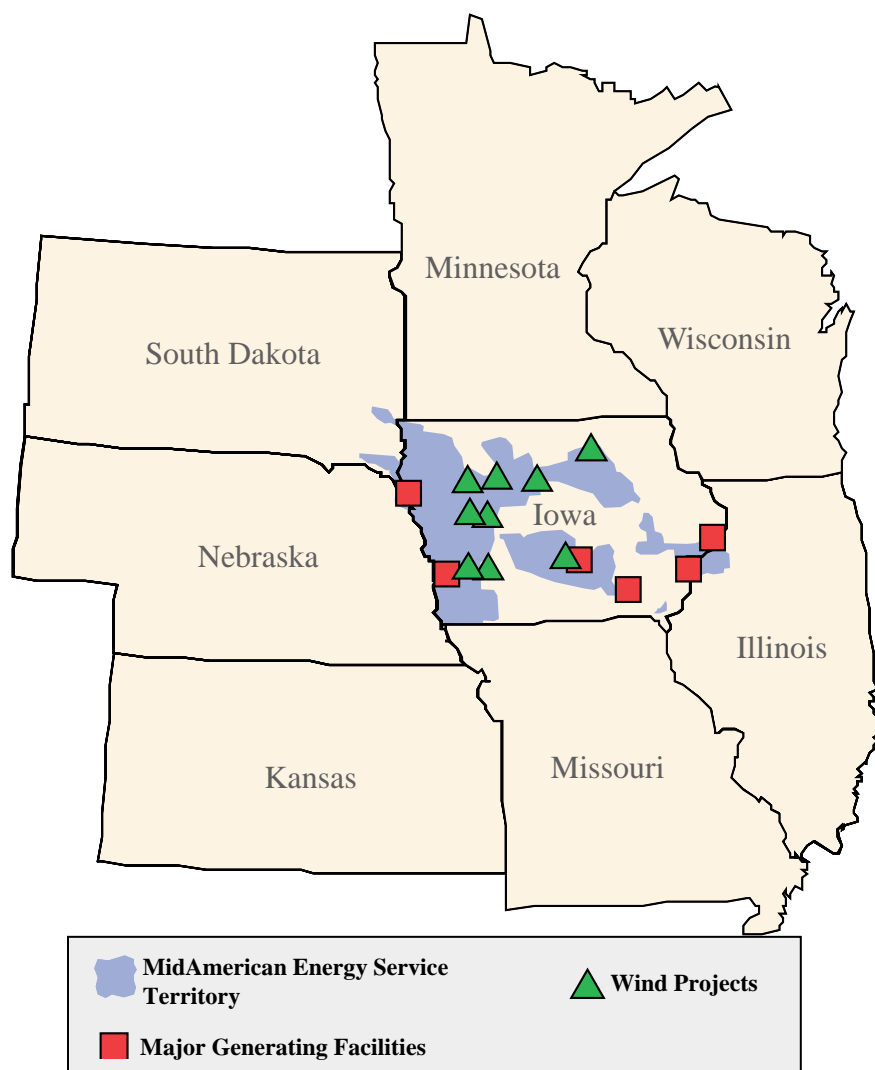 Minnesota
Wisconsin
South Dakota
Iowa
Nebraska
Illinois
Missouri
Kansas
MidAmerican Energy Service
Territory
Wind Projects
Major Generating Facilities